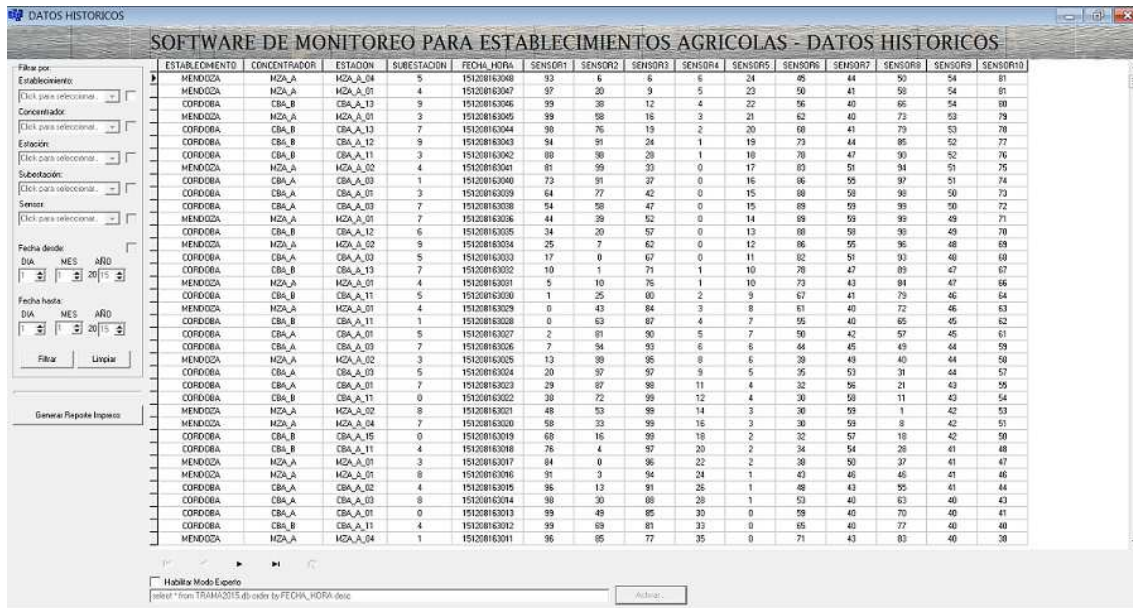 DATOS HISTORICOS
SOFTWARE DE MONITOREO PARA ESTABLECIMIENTOS AGRICOLAS - DATOS HISTORICOS
Filtrar por:
Establecimiento:
Click para seleccionar.
Concentrador:
Click para seleccionar.
Estación:
Click para seleccionar.
Subestación:
Click para seleccionar.
Sensor:
Click para seleccionar.
Fecha desde:
DIA MES AÑO
1 1 20 15
Fecha hasta:
DIA MES AÑO
1 1 20 15
Filtrar Limpiar
Generar Reporte Impreso
ESTABLECIMIENTO CONCENTRADOR ESTACION SUBESTACION FECHA_HORA SENSOR1 SENSOR2 SENSOR3 SENSOR4 SENSOR5 SENSOR6 SENSOR7 SENSOR8 SENSOR9 SENSOR10
MENDOZA MZA_A MZA_A_04 5 151208163048 93 6 6 6 24 45 44 50 54 81
MENDOZA MZA_A MZA_A_01 4 151208163047 97 20 9 5 23 50 41 58 54 81
CORDOBA CBA_B CBA_A_13 9 151208163046 99 38 12 4 22 56 40 66 54 80
MENDOZA MZA_A MZA_A_01 3 151208163045 99 58 16 3 21 62 40 73 53 79
CORDOBA CBA_B CBA_A_13 7 151208163044 98 76 19 2 20 68 41 79 53 78
CORDOBA CBA_B CBA_A_12 9 151208163043 94 91 24 1 19 73 44 85 52 77
CORDOBA CBA_B CBA_A_11 3 151208163042 88 98 28 1 18 78 47 90 52 76
MENDOZA MZA_A MZA_A_02 4 151208163041 81 99 33 0 17 83 51 94 51 75
CORDOBA CBA_A CBA_A_03 1 151208163040 73 91 37 0 16 86 55 97 51 74
CORDOBA CBA_A CBA_A_01 3 151208163039 64 77 42 0 15 88 58 98 50 73
CORDOBA CBA_A CBA_A_03 7 151208163038 54 58 47 0 15 89 59 99 50 72
MENDOZA MZA_A MZA_A_01 7 151208163036 44 39 52 0 14 89 59 99 49 71
CORDOBA CBA_B CBA_A_12 6 151208163035 34 20 57 0 13 88 58 98 49 70
MENDOZA MZA_A MZA_A_02 9 151208163034 25 7 62 0 12 86 55 96 48 69
CORDOBA CBA_A CBA_A_03 5 151208163033 17 0 67 0 11 82 51 93 48 68
CORDOBA CBA_B CBA_A_13 7 151208163032 10 1 71 1 10 78 47 89 47 67
MENDOZA MZA_A MZA_A_01 4 151208163031 5 10 76 1 10 73 43 84 47 66
CORDOBA CBA_B CBA_A_11 5 151208163030 1 25 80 2 9 67 41 79 46 64
MENDOZA MZA_A MZA_A_01 4 151208163029 0 43 84 3 8 61 40 72 46 63
CORDOBA CBA_B CBA_A_11 1 151208163028 0 63 87 4 7 55 40 65 45 62
CORDOBA CBA_A CBA_A_01 5 151208163027 2 81 90 5 7 50 42 57 45 61
CORDOBA CBA_A CBA_A_03 7 151208163026 7 94 93 6 6 44 45 49 44 59
MENDOZA MZA_A MZA_A_02 3 151208163025 13 99 95 8 6 39 49 40 44 58
CORDOBA CBA_A CBA_A_03 5 151208163024 20 97 97 9 5 35 53 31 44 57
CORDOBA CBA_A CBA_A_01 7 151208163023 29 87 98 11 4 32 56 21 43 55
CORDOBA CBA_B CBA_A_11 0 151208163022 38 72 99 12 4 30 58 11 43 54
MENDOZA MZA_A MZA_A_02 8 151208163021 48 53 99 14 3 30 59 1 42 53
MENDOZA MZA_A MZA_A_04 7 151208163020 58 33 99 16 3 30 59 8 42 51
CORDOBA CBA_B CBA_A_15 0 151208163019 68 16 99 18 2 32 57 18 42 50
CORDOBA CBA_B CBA_A_11 4 151208163018 76 4 97 20 2 34 54 28 41 48
MENDOZA MZA_A MZA_A_01 3 151208163017 84 0 96 22 2 38 50 37 41 47
MENDOZA MZA_A MZA_A_01 8 151208163016 91 3 94 24 1 43 46 46 41 46
CORDOBA CBA_A CBA_A_01 4 151208163015 96 13 91 26 1 48 43 55 41 44
CORDOBA CBA_A CBA_A_03 8 151208163014 98 30 88 28 1 53 40 63 40 43
CORDOBA CBA_A CBA_A_01 0 151208163013 99 49 85 30 0 59 40 70 40 41
CORDOBA CBA_B CBA_A_11 4 151208163012 99 69 81 33 0 65 40 77 40 40
MENDOZA MZA_A MZA_A_04 1 151208163011 96 85 77 35 0 71 43 83 40 38
Habilitar Modo Experto
select * from TRAMA2015.db order by FECHA_HORA desc
Activar...